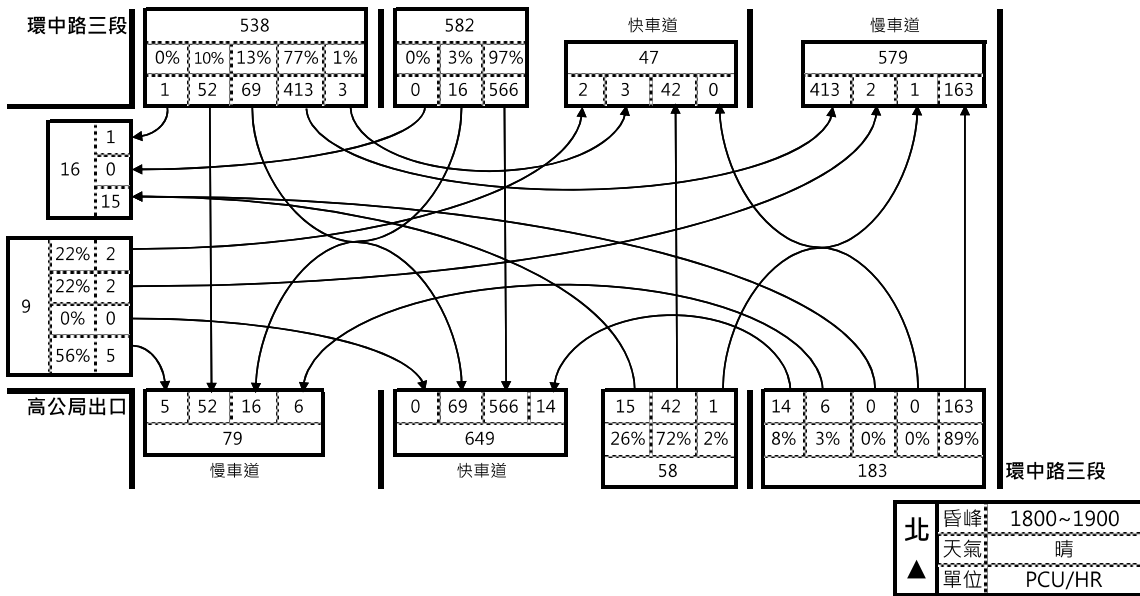 環中路三段
538
0% 10% 13% 77% 1%
1 52 69 413 3
582
0% 3% 97%
0 16 566
快車道
47
2 3 42 0
慢車道
579
413 2 1 163
16
1
0
15
9
22% 2
22% 2
0% 0
56% 5
高公局出口
5 52 16 6
79
慢車道
0 69 566 14
649
快車道
15 42 1
26% 72% 2%
58
14 6 0 0 163
8% 3% 0% 0% 89%
183
環中路三段
北
▲
昏峰 1800~1900
天氣 晴
單位 PCU/HR